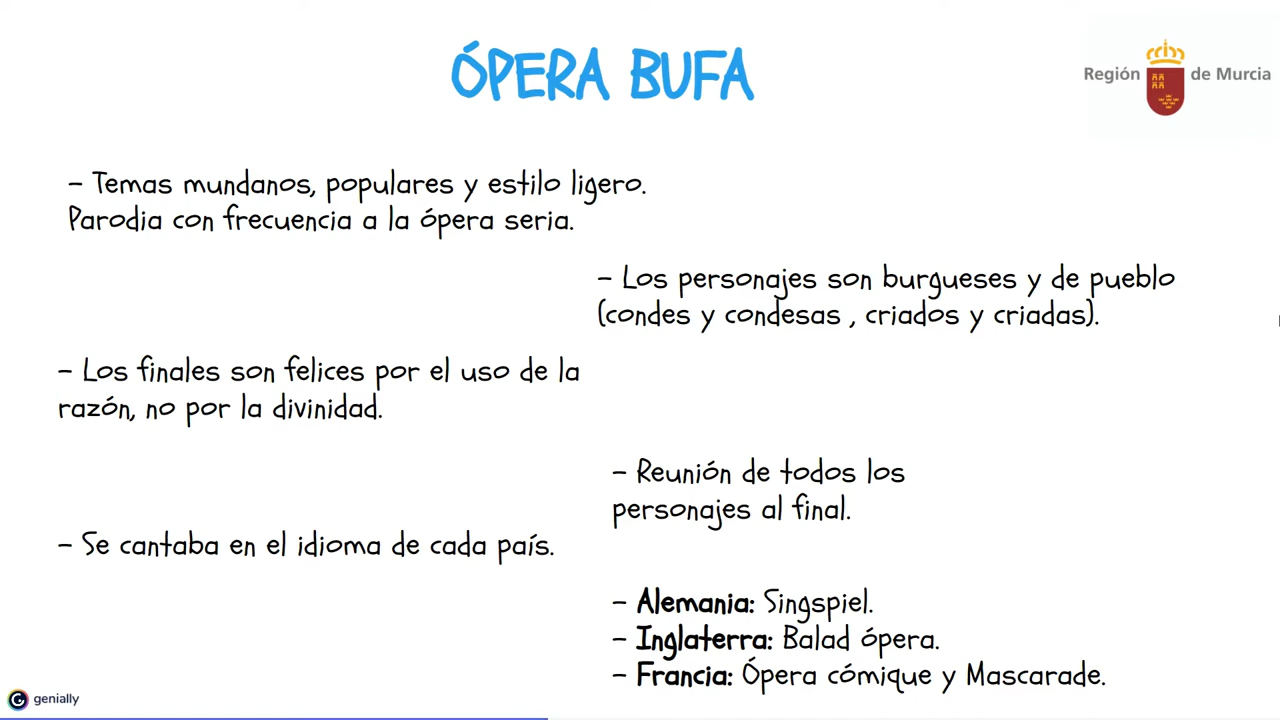 ÓPERA BUFA
Región de Murcia
- Temas mundanos, populares y estilo ligero.
Parodia con frecuencia a la ópera seria.
- Los personajes son burgueses y de pueblo
(condes y condesas , criados y criadas).
- Los finales son felices por el uso de la
razón, no por la divinidad.
- Reunión de todos los
personajes al final.
- Se cantaba en el idioma de cada país.
- Alemania: Singspiel.
- Inglaterra: Balad ópera.
- Francia: Ópera cómique y Mascarade.
genially